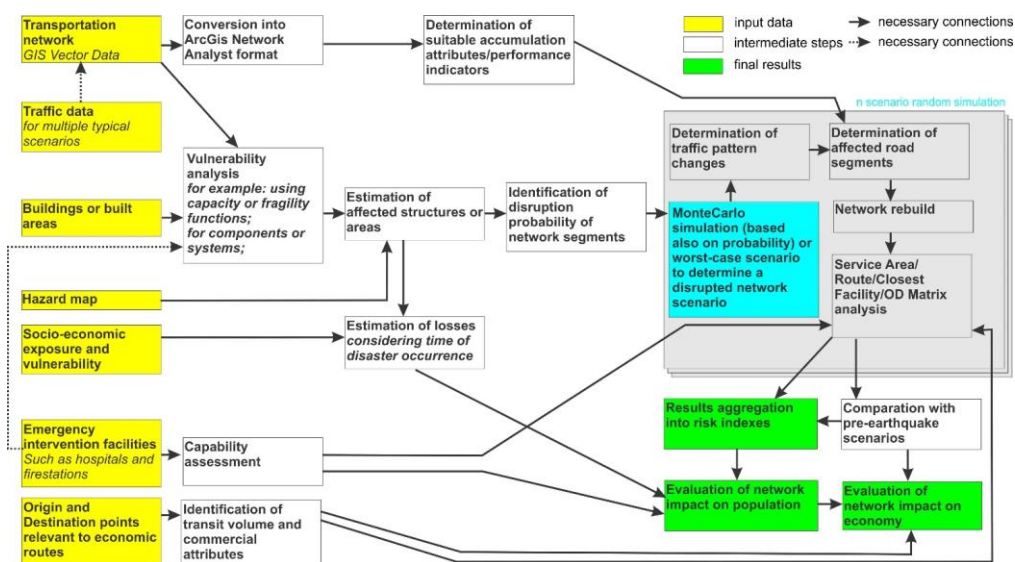 Transportation
network
GIS Vector Data
Conversion into
ArcGis Network
Analyst format
Determination of
suitable accumulation
attributes/performance
indicators
input data
intermediate steps
final results
necessary connections
necessary connections
Traffic data
for multiple typical
scenarios
Vulnerability
analysis
for example: using
capacity or fragility
functions;
for components or
systems;
Buildings or built
areas
Estimation of
affected structures or
areas
Identification of
disruption
probability of
network segments
n scenario random simulation
Determination of
traffic pattern
changes
Determination of
affected road
segments
MonteCarlo
simulation (based
also on probability) or
worst-case scenario
to determine a
disrupted network
scenario
Network rebuild
Service Area/
Route/Closest
Facility/OD Matrix
analysis
Hazard map
Socio-economic
exposure and
vulnerability
Estimation of losses
considering time of
disaster occurrence
Emergency
intervention facilities
Such as hospitals and
firestations
Capability
assessment
Results aggregation
into risk indexes
Comparation with
pre-earthquake
scenarios
Origin and
Destination points
relevant to economic
routes
Identification of
transit volume and
commercial
attributes
Evaluation of network
impact on population
Evaluation of
network impact on
economy